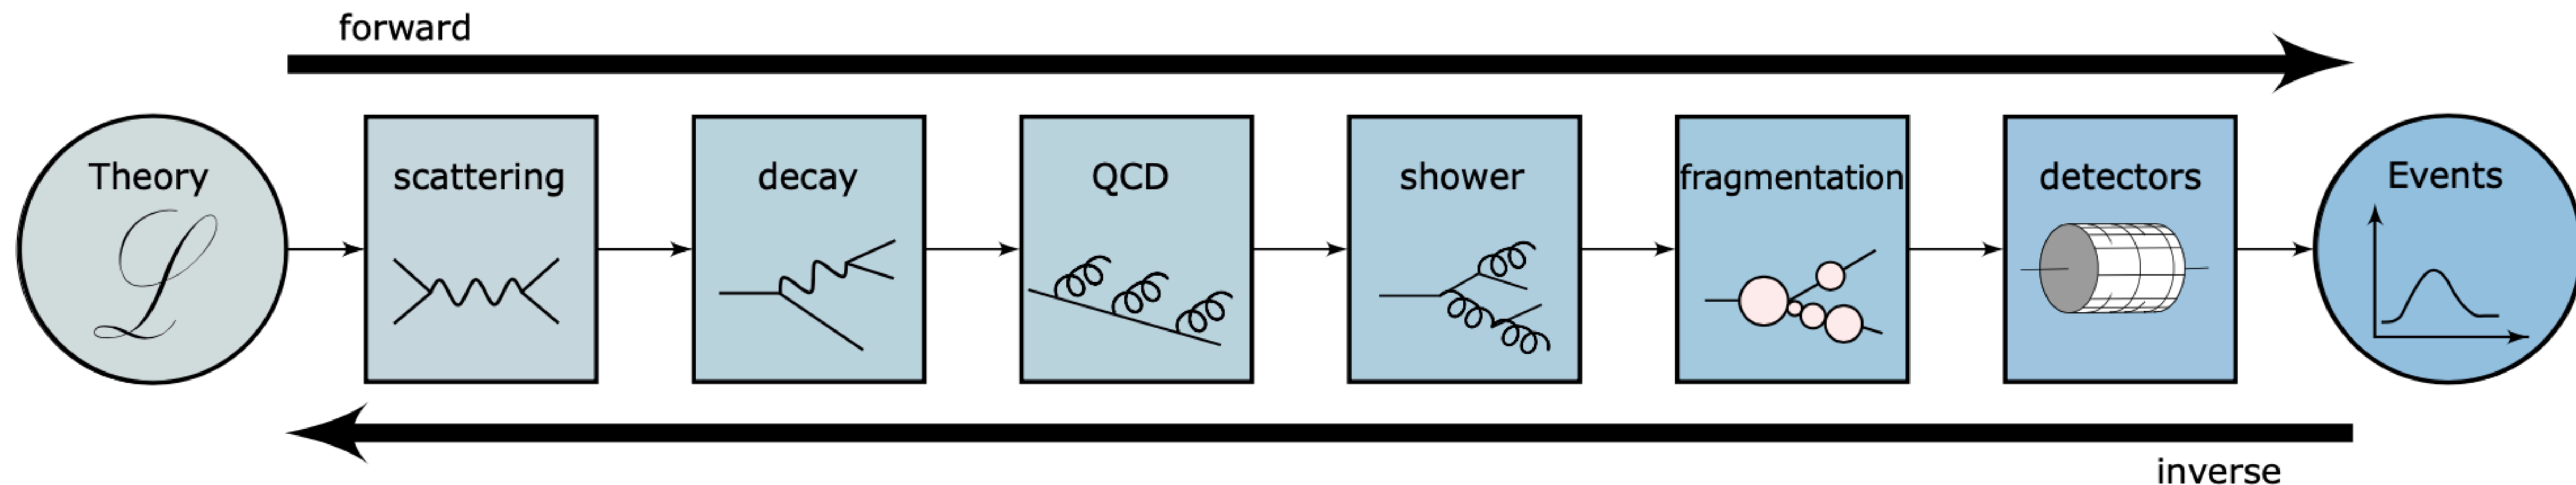 forward
Theory
ℒ
scattering
decay
QCD
shower
fragmentation
detectors
Events
inverse